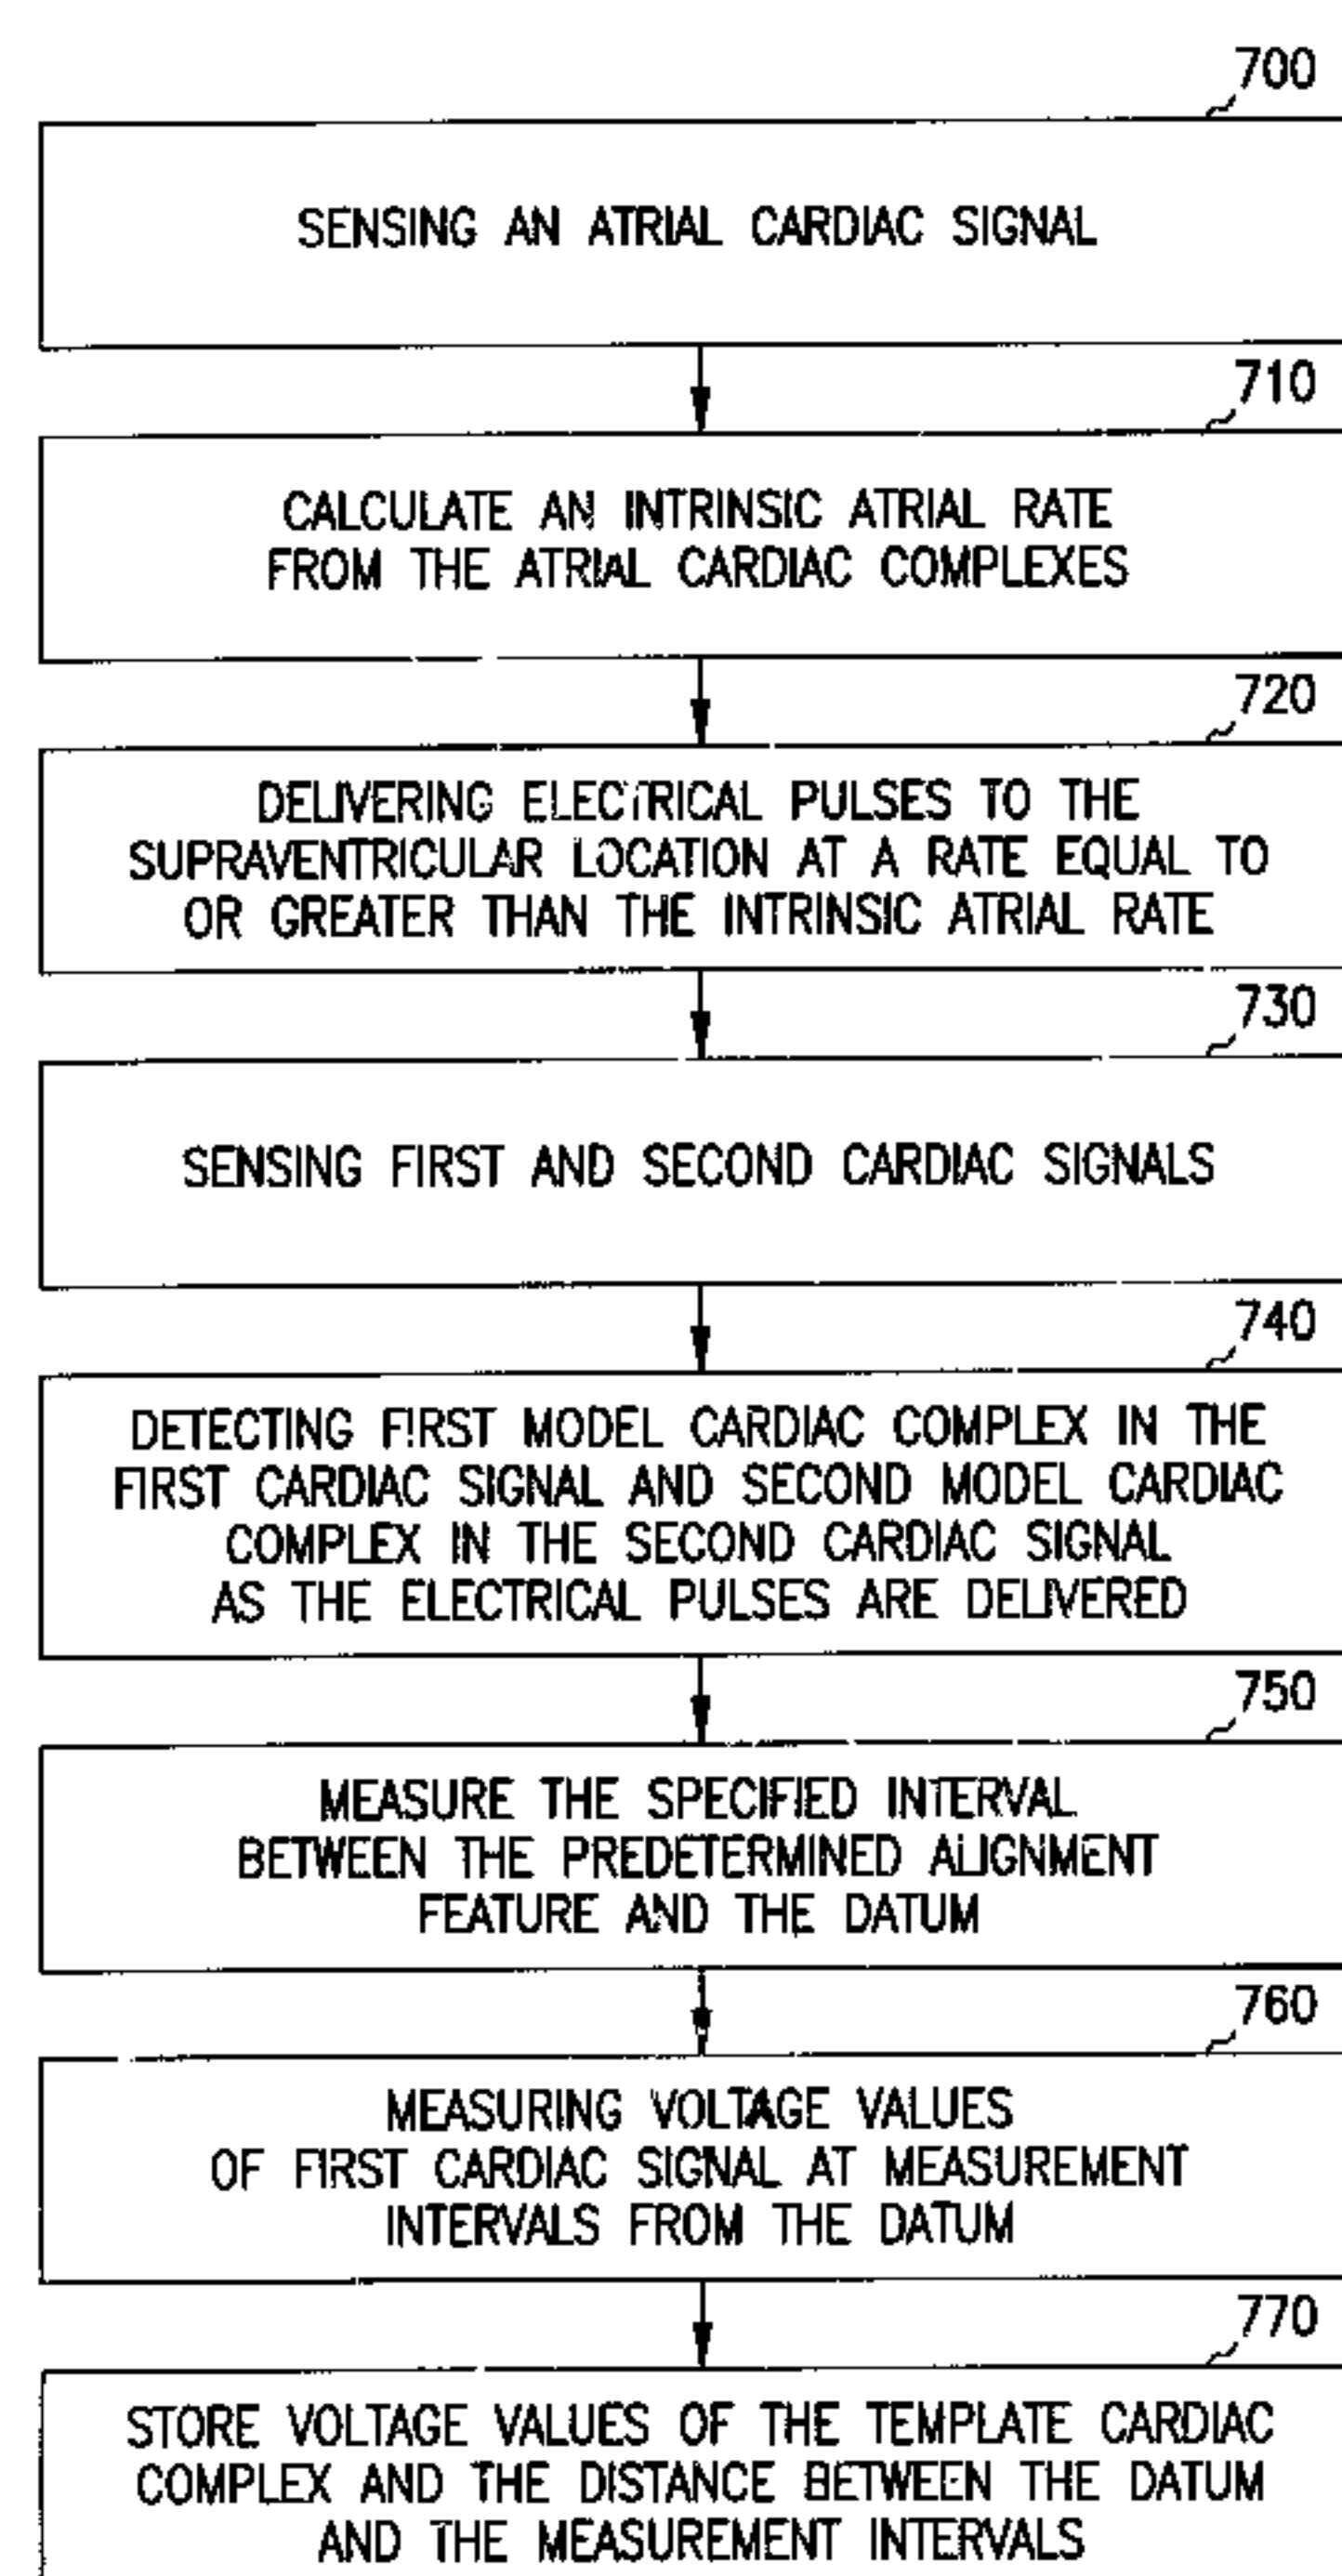 700
SENSING AN ATRIAL CARDIAC SIGNAL
710
CALCULATE AN INTRINSIC ATRIAL RATE
FROM THE ATRIAL CARDIAC COMPLEXES
720
DELIVERING ELECTRICAL PULSES TO THE
SUPRAVENTRICULAR LOCATION AT A RATE EQUAL TO
OR GREATER THAN THE INTRINSIC ATRIAL RATE
730
SENSING FIRST AND SECOND CARDIAC SIGNALS
740
DETECTING FIRST MODEL CARDIAC COMPLEX IN THE
FIRST CARDIAC SIGNAL AND SECOND MODEL CARDIAC
COMPLEX IN THE SECOND CARDIAC SIGNAL
AS THE ELECTRICAL PULSES ARE DELIVERED
750
MEASURE THE SPECIFIED INTERVAL
BETWEEN THE PREDETERMINED ALIGNMENT
FEATURE AND THE DATUM
760
MEASURING VOLTAGE VALUES
OF FIRST CARDIAC SIGNAL AT MEASUREMENT
INTERVALS FROM THE DATUM
770
STORE VOLTAGE VALUES OF THE TEMPLATE CARDIAC
COMPLEX AND THE DISTANCE BETWEEN THE DATUM
AND THE MEASUREMENT INTERVALS